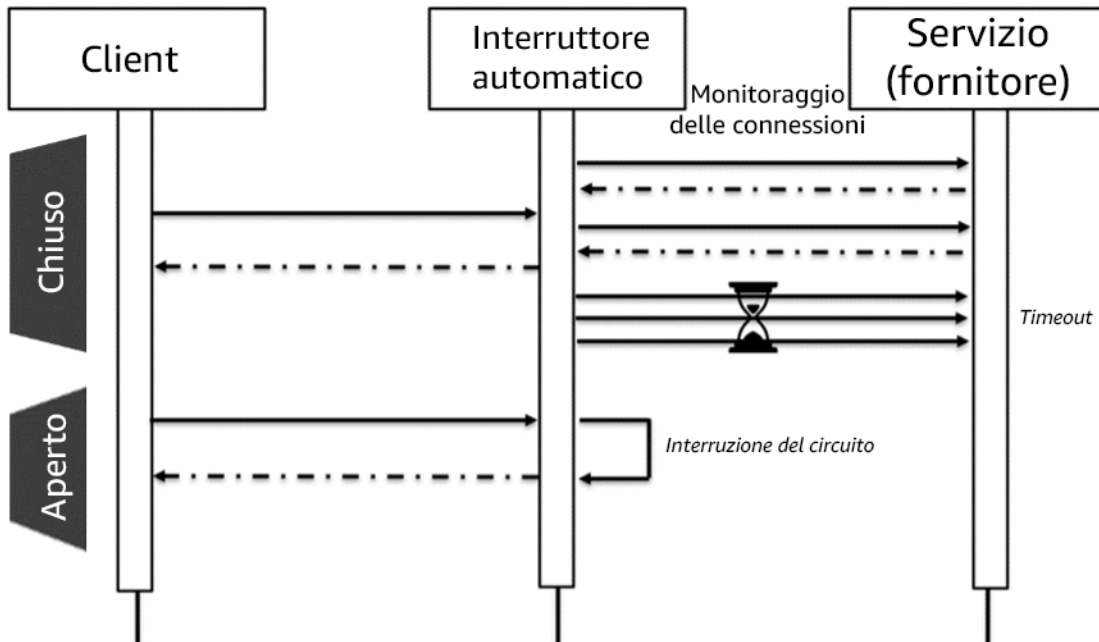 Client
Interruttore
automatico
Servizio
(fornitore)
Monitoraggio
delle connessioni
Chiuso
Timeout
Aperto
Interruzione del circuito